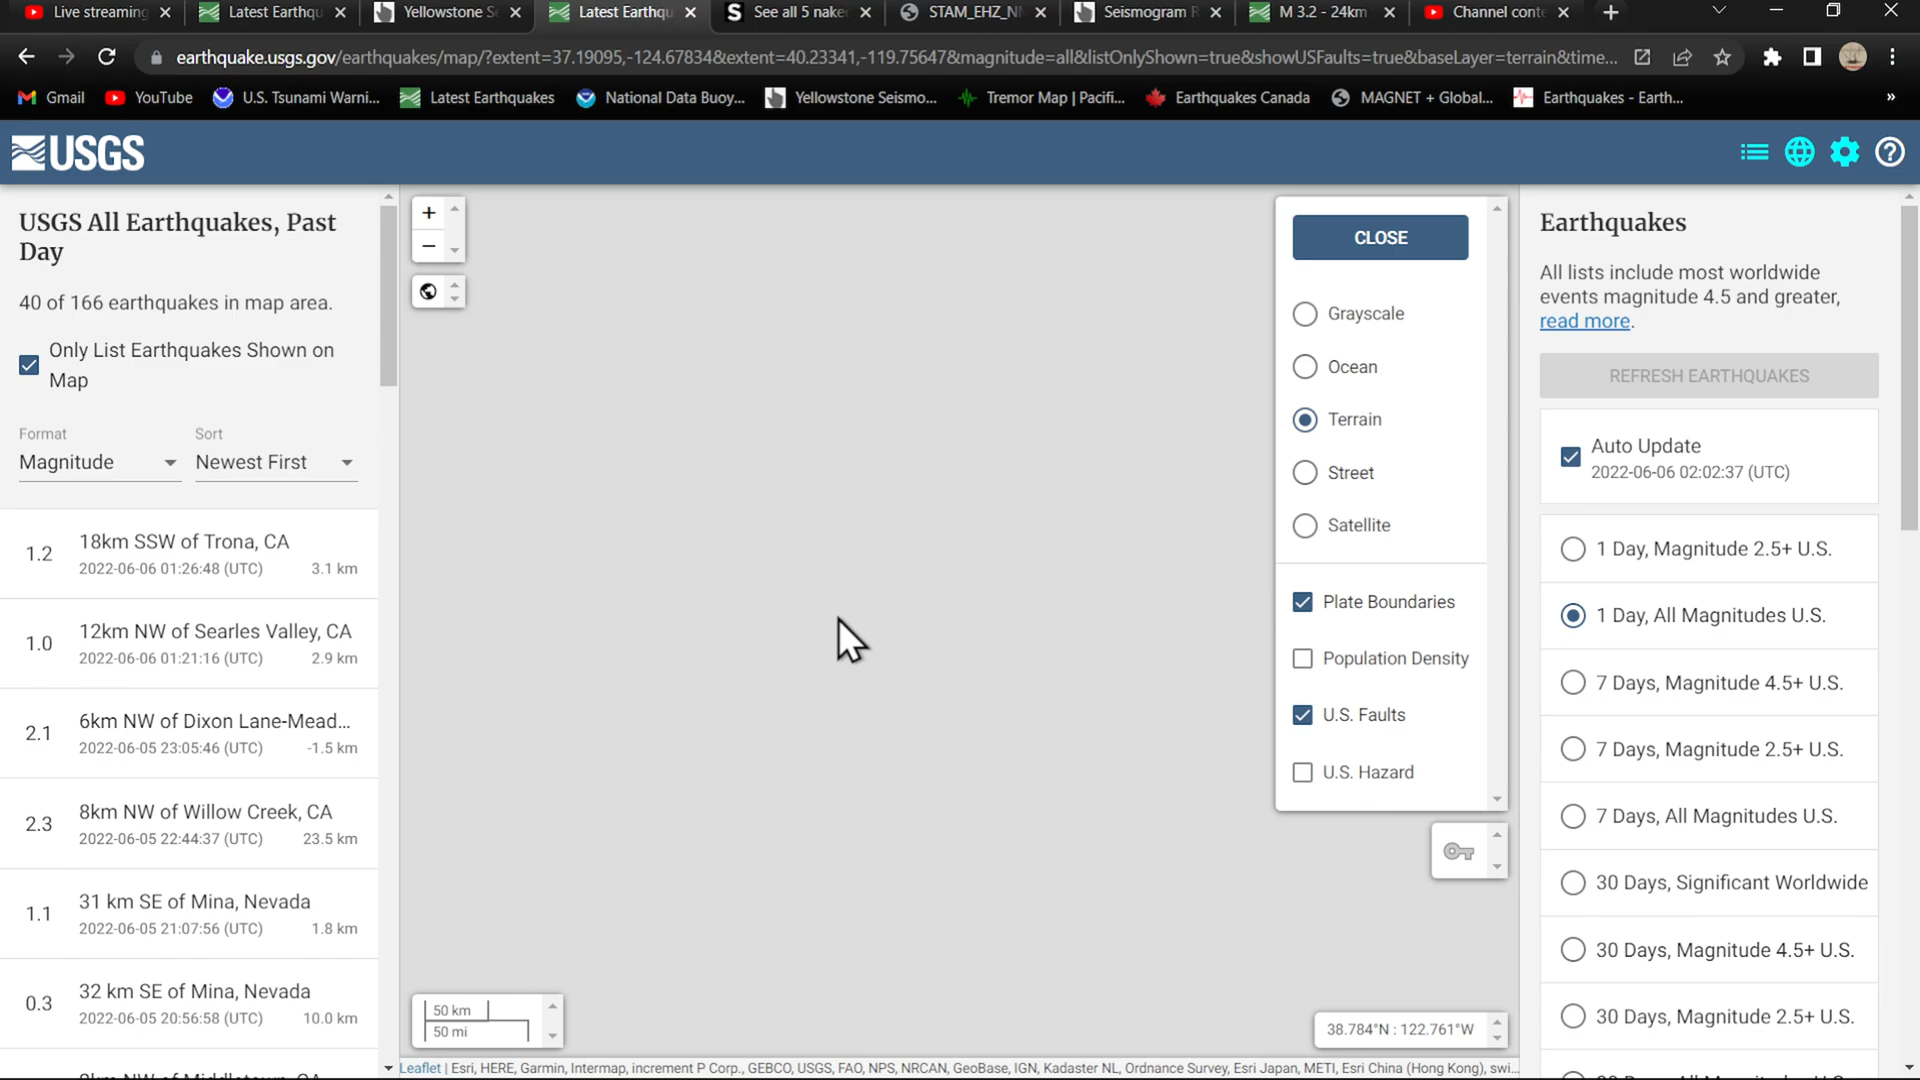 Live streaming
Latest Earthqu
Yellowstone S
Latest Earthqu
See all 5 naked
STAM_EHZ_N
Seismogram R
M 3.2 - 24km
Channel conte
earthquake.usgs.gov/earthquakes/map/?extent=37.19095,-124.67834&extent=40.23341,-119.75647&magnitude=all&listOnlyShown=true&showUSFaults=true&baseLayer=terrain&time...
Gmail
YouTube
U.S. Tsunami Warni...
Latest Earthquakes
National Data Buoy...
Yellowstone Seismo...
Tremor Map | Pacifi...
Earthquakes Canada
MAGNET + Global...
Earthquakes - Earth...
»
USGS
USGS All Earthquakes, Past
Day
40 of 166 earthquakes in map area.
Only List Earthquakes Shown on
Map
Format
Sort
Magnitude
Newest First
1.2
18km SSW of Trona, CA
2022-06-06 01:26:48 (UTC)
3.1 km
1.0
12km NW of Searles Valley, CA
2022-06-06 01:21:16 (UTC)
2.9 km
2.1
6km NW of Dixon Lane-Mead...
2022-06-05 23:05:46 (UTC)
-1.5 km
2.3
8km NW of Willow Creek, CA
2022-06-05 22:44:37 (UTC)
23.5 km
1.1
31 km SE of Mina, Nevada
2022-06-05 21:07:56 (UTC)
1.8 km
0.3
32 km SE of Mina, Nevada
2022-06-05 20:56:58 (UTC)
10.0 km
+
−
50 km
50 mi
CLOSE
Grayscale
Ocean
Terrain
Street
Satellite
Plate Boundaries
Population Density
U.S. Faults
U.S. Hazard
38.784°N : 122.761°W
Leaflet | Esri, HERE, Garmin, Intermap, increment P Corp., GEBCO, USGS, FAO, NPS, NRCAN, GeoBase, IGN, Kadaster NL, Ordnance Survey, Esri Japan, METI, Esri China (Hong Kong), swi...
Earthquakes
All lists include most worldwide
events magnitude 4.5 and greater,
read more.
REFRESH EARTHQUAKES
Auto Update
2022-06-06 02:02:37 (UTC)
1 Day, Magnitude 2.5+ U.S.
1 Day, All Magnitudes U.S.
7 Days, Magnitude 4.5+ U.S.
7 Days, Magnitude 2.5+ U.S.
7 Days, All Magnitudes U.S.
30 Days, Significant Worldwide
30 Days, Magnitude 4.5+ U.S.
30 Days, Magnitude 2.5+ U.S.